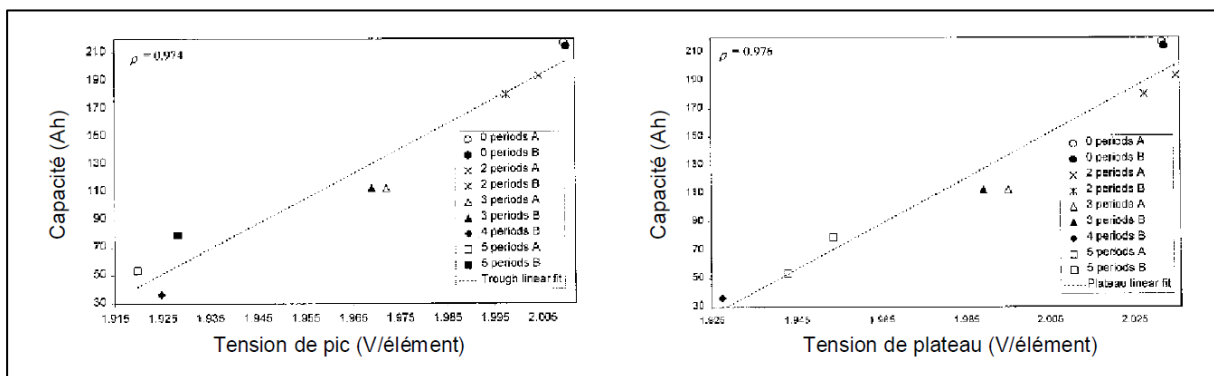 ρ = 0.974
Capacité (Ah)
210
190
170
150
130
110
90
70
50
30
1.915 1.925 1.935 1.945 1.955 1.965 1.975 1.985 1.995 2.005
Tension de pic (V/élément)
0 periods A
0 periods B
2 periods A
2 periods B
3 periods A
3 periods B
4 periods B
5 periods A
5 periods B
Trough linear fit
ρ = 0.976
Capacité (Ah)
210
190
170
150
130
110
90
70
50
30
1.925 1.945 1.965 1.985 2.005 2.025
Tension de plateau (V/élément)
0 periods A
0 periods B
2 periods A
2 periods B
3 periods A
3 periods B
4 periods B
5 periods A
5 periods B
Plateau linear fit